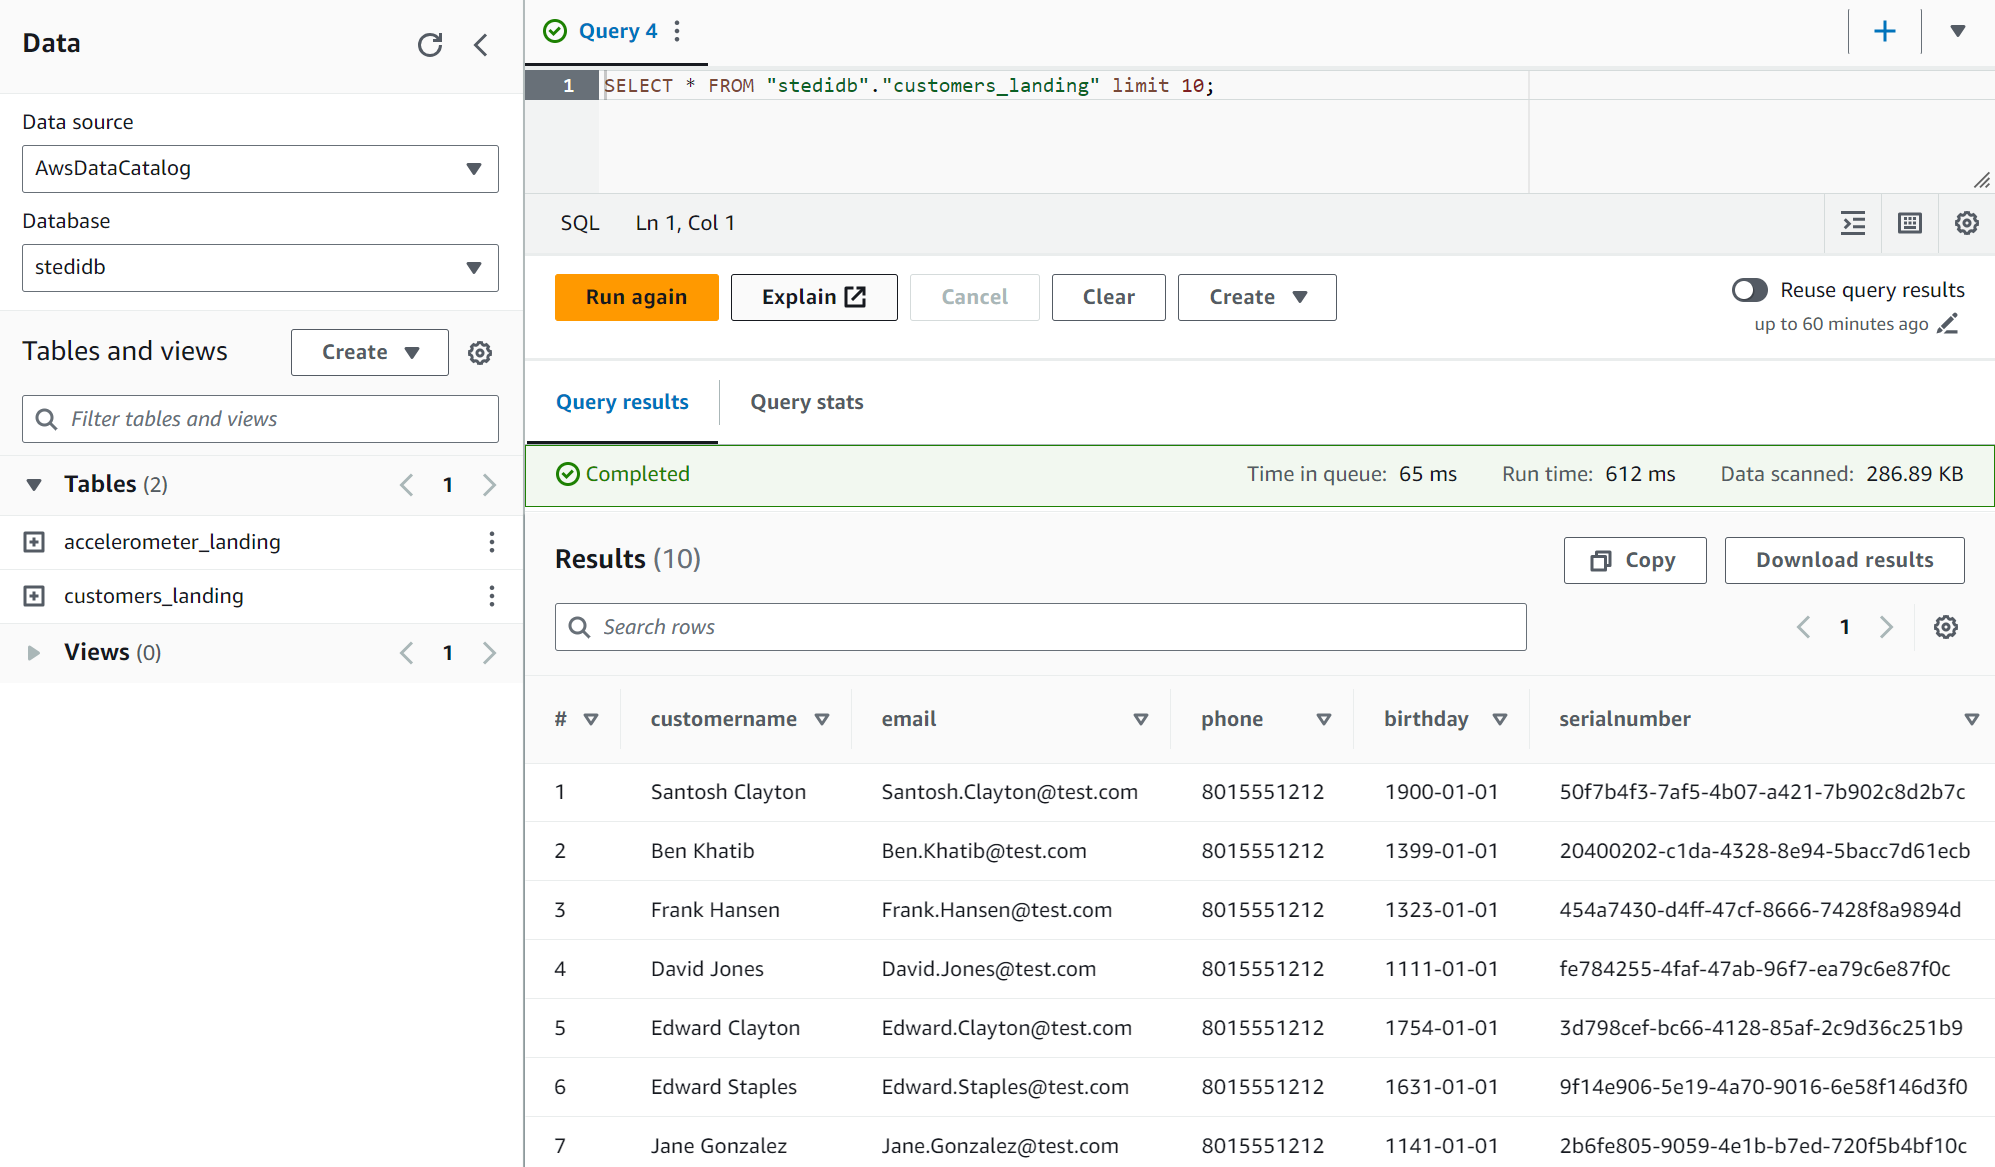 Data
Data source
AwsDataCatalog
Database
stedidb
Tables and views
Create
Filter tables and views
Tables (2)
1
accelerometer_landing
customers_landing
Views (0)
1
Query 4
1 SELECT * FROM "stedidb"."customers_landing" limit 10;
SQL Ln 1, Col 1
Run again Explain Cancel Clear Create
Reuse query results
up to 60 minutes ago
Query results Query stats
Completed Time in queue: 65 ms Run time: 612 ms Data scanned: 286.89 KB
Results (10) Copy Download results
Search rows 1
# customername email phone birthday serialnumber
1 Santosh Clayton Santosh.Clayton@test.com 8015551212 1900-01-01 50f7b4f3-7af5-4b07-a421-7b902c8d2b7c
2 Ben Khatib Ben.Khatib@test.com 8015551212 1399-01-01 20400202-c1da-4328-8e94-5bacc7d61ecb
3 Frank Hansen Frank.Hansen@test.com 8015551212 1323-01-01 454a7430-d4ff-47cf-8666-7428f8a9894d
4 David Jones David.Jones@test.com 8015551212 1111-01-01 fe784255-4faf-47ab-96f7-ea79c6e87f0c
5 Edward Clayton Edward.Clayton@test.com 8015551212 1754-01-01 3d798cef-bc66-4128-85af-2c9d36c251b9
6 Edward Staples Edward.Staples@test.com 8015551212 1631-01-01 9f14e906-5e19-4a70-9016-6e58f146d3f0
7 Jane Gonzalez Jane.Gonzalez@test.com 8015551212 1141-01-01 2b6fe805-9059-4e1b-b7ed-720f5b4bf10c